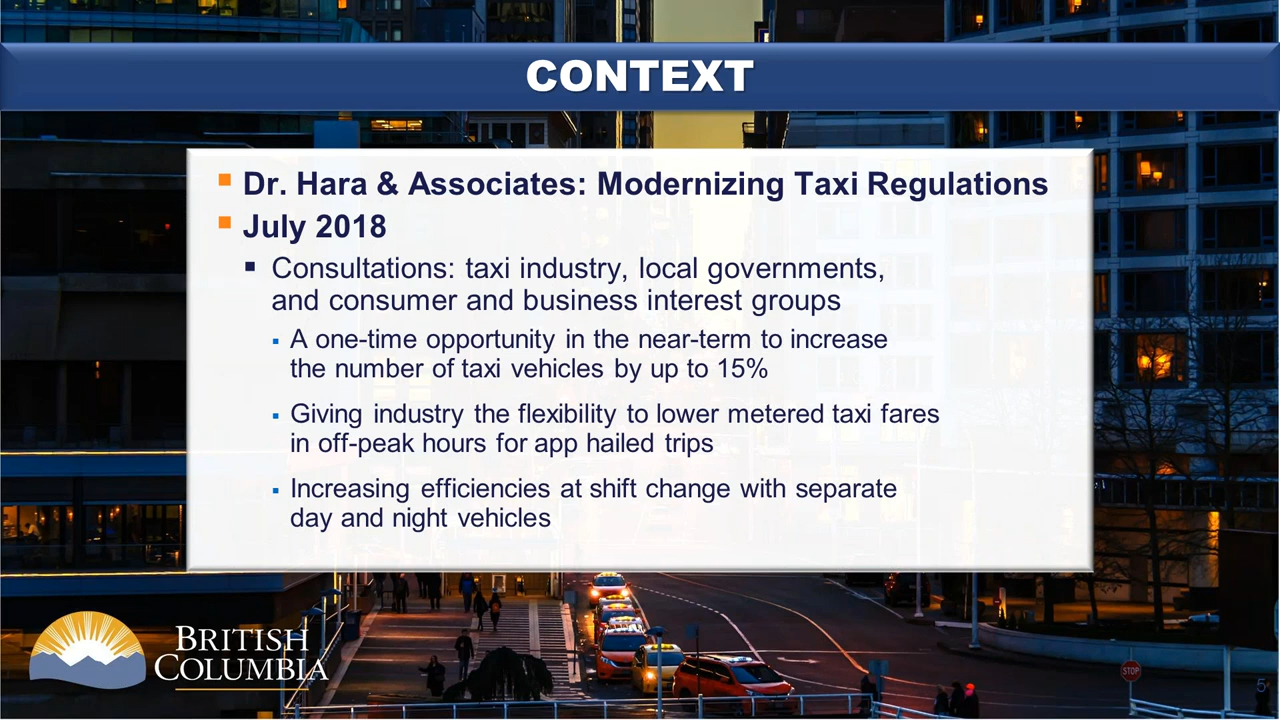 CONTEXT
Dr. Hara & Associates: Modernizing Taxi Regulations
July 2018
Consultations: taxi industry, local governments,
and consumer and business interest groups
A one-time opportunity in the near-term to increase
the number of taxi vehicles by up to 15%
Giving industry the flexibility to lower metered taxi fares
in off-peak hours for app hailed trips
Increasing efficiencies at shift change with separate
day and night vehicles
BRITISH
COLUMBIA
STOP
5